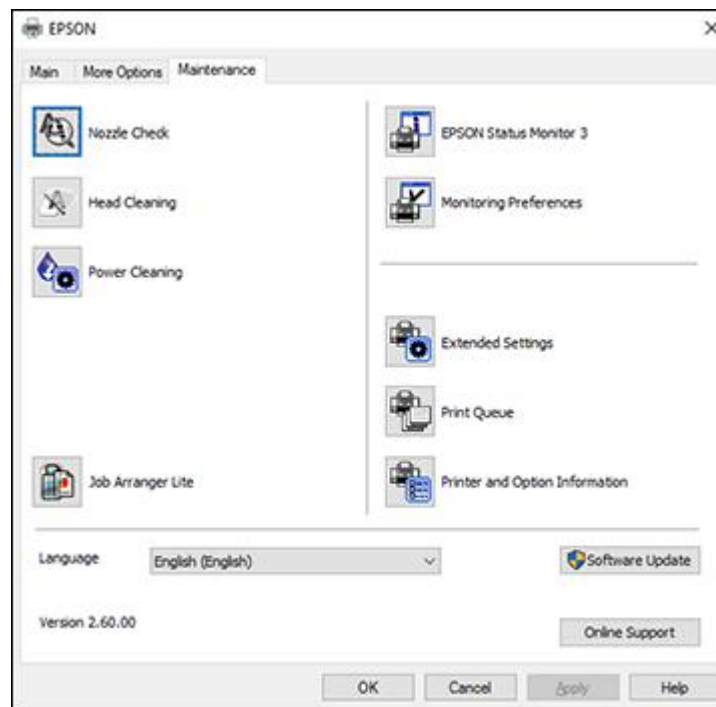 EPSON
Main More Options Maintenance
Nozzle Check
EPSON Status Monitor 3
Head Cleaning
Monitoring Preferences
Power Cleaning
Extended Settings
Print Queue
Job Arranger Lite
Printer and Option Information
Language English (English) Software Update
Version 2.60.00
Online Support
OK Cancel Apply Help